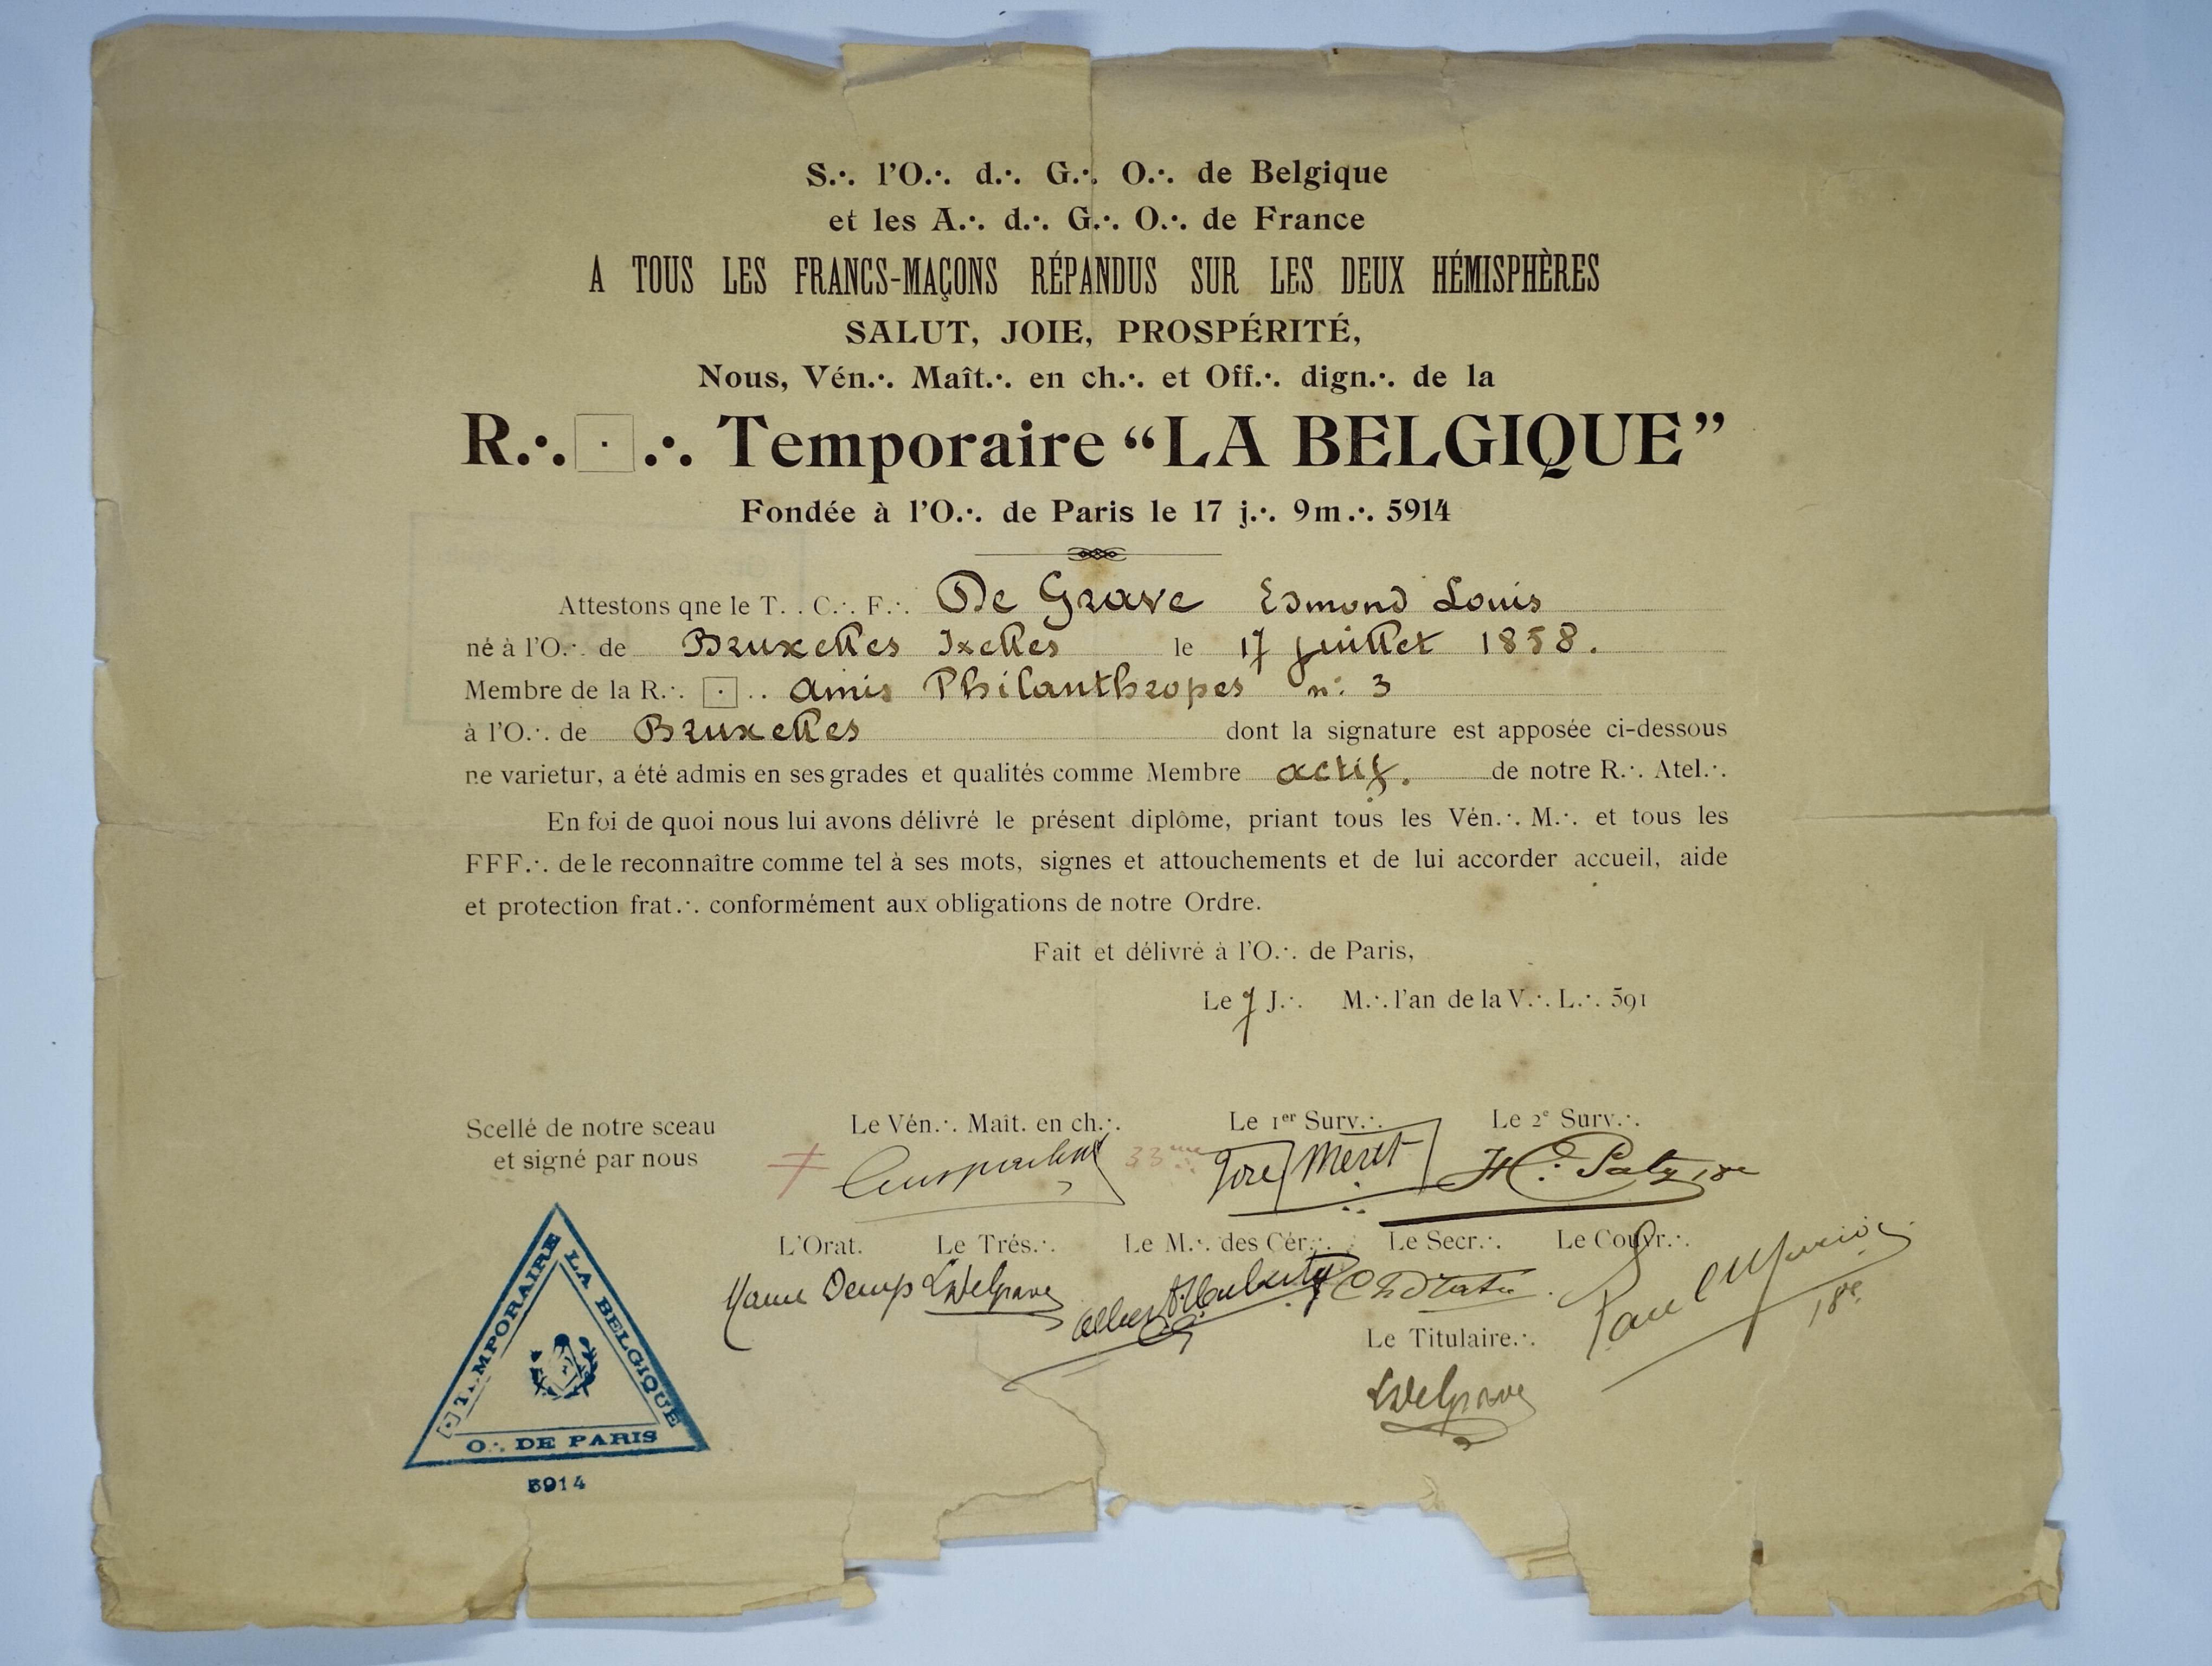 S∴ l'O∴ d∴ G∴ O∴ de Belgique
et les A∴ d∴ G∴ O∴ de France
A TOUS LES FRANCS-MAÇONS RÉPANDUS SUR LES DEUX HÉMISPHÈRES
SALUT, JOIE, PROSPÉRITÉ,
Nous, Vén∴ Maît∴ en ch∴ et Off∴ dign∴ de la
R∴ ⊡ ∴ Temporaire “LA BELGIQUE”
Fondée à l'O∴ de Paris le 17 j∴ 9m∴ 5914
Attestons qne le T. . C∴ F∴ De Grave Edmond Louis
né à l'O∴ de Bruxelles Ixelles le 17 juillet 1858.
Membre de la R∴ ⊡ .. Amis Philanthropes n° 3
à l'O∴ de Bruxelles dont la signature est apposée ci-dessous
ne varietur, a été admis en ses grades et qualités comme Membre actif. de notre R∴ Atel∴
En foi de quoi nous lui avons délivré le présent diplôme, priant tous les Vén∴ M∴ et tous les
FFF∴ de le reconnaître comme tel à ses mots, signes et attouchements et de lui accorder accueil, aide
et protection frat∴ conformément aux obligations de notre Ordre.
Fait et délivré à l'O∴ de Paris,
Le 7 J∴ M∴ l'an de la V∴ L∴ 591
Scellé de notre sceau
et signé par nous
Le Vén∴ Maît. en ch∴ Le 1er Surv∴ Le 2e Surv∴
33me
18e
L'Orat. Le Trés∴ Le M∴ des Cér∴ Le Secr∴ Le Couvr∴
LDeGrave
Paul
18e
Le Titulaire∴
LDeGrave
⊡ TEMPORAIRE LA BELGIQUE
O∴ DE PARIS
5914